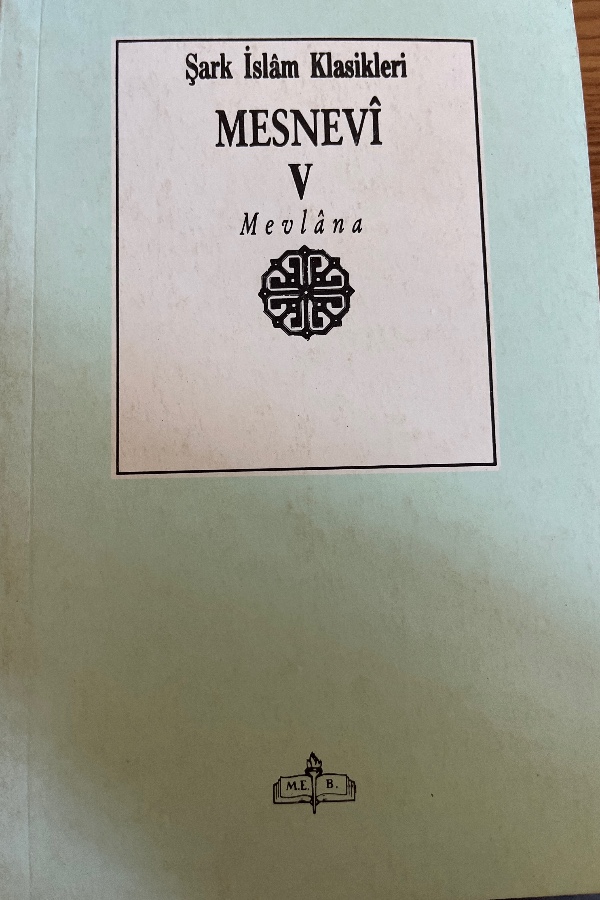 Şark İslâm Klasikleri
MESNEVÎ
V
Mevlâna
M.E. B.